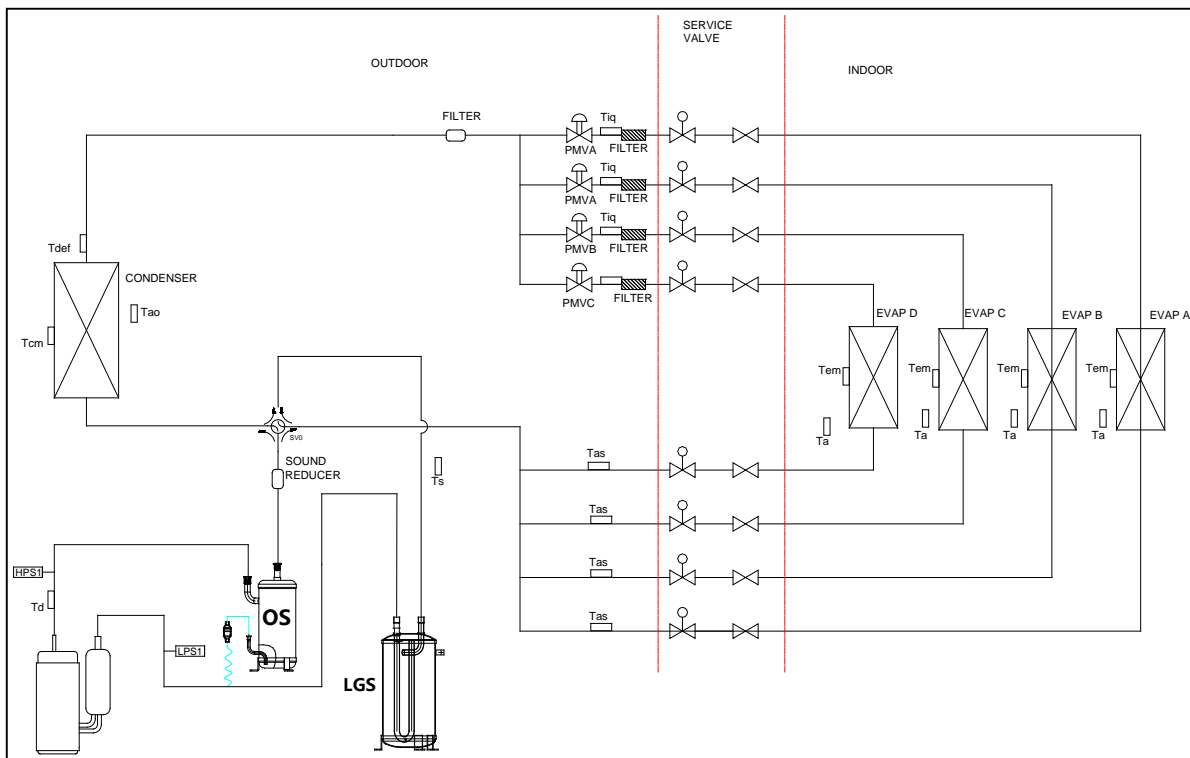 SERVICE
VALVE
OUTDOOR
INDOOR
FILTER
Tiq
PMVA
FILTER
Tiq
PMVA
FILTER
Tiq
PMVB
FILTER
PMVC
FILTER
Tdef
CONDENSER
Tao
Tcm
EVAP D
EVAP C
EVAP B
EVAP A
Tem
Tem
Tem
Tem
Ta
Ta
Ta
Ta
SV0
SOUND
REDUCER
Ts
Tas
Tas
Tas
Tas
HPS1
Td
OS
LPS1
LGS